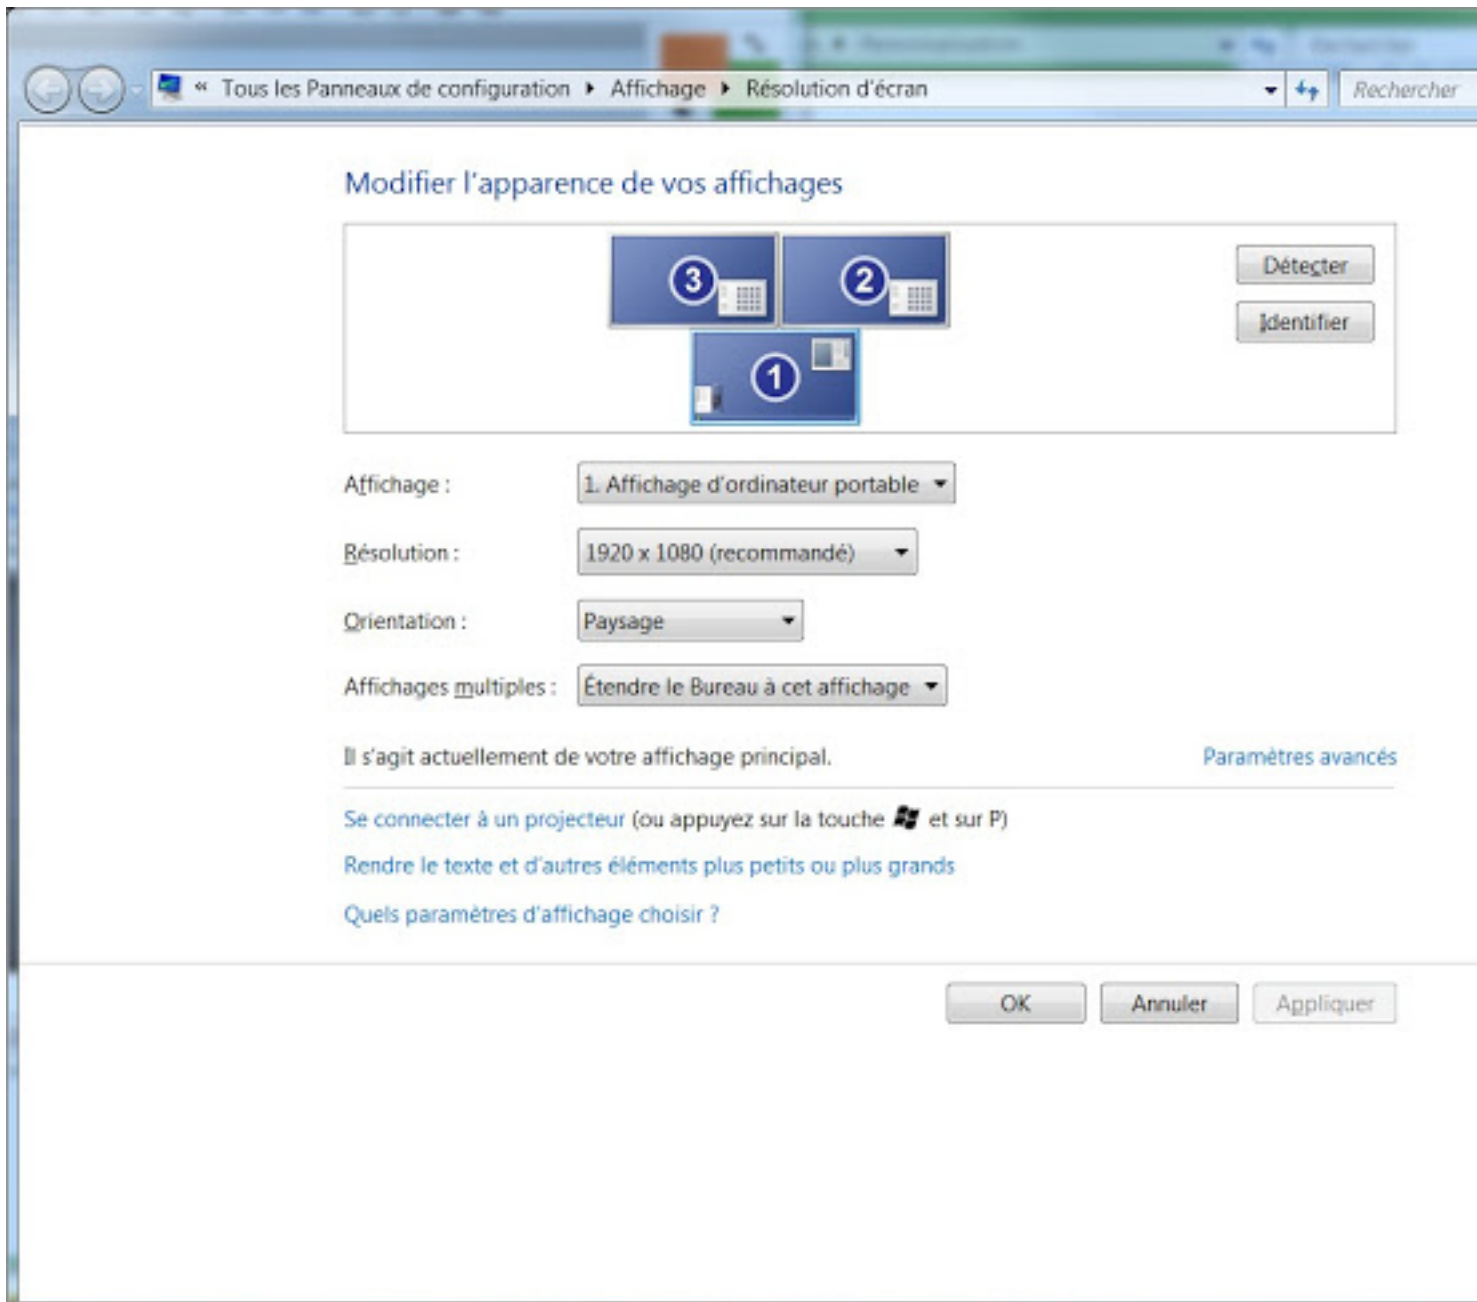 « Tous les Panneaux de configuration ▸ Affichage ▸ Résolution d'écran
Rechercher
Modifier l'apparence de vos affichages
3
2
1
Détecter
Identifier
Affichage : 1. Affichage d'ordinateur portable
Résolution : 1920 x 1080 (recommandé)
Orientation : Paysage
Affichages multiples : Étendre le Bureau à cet affichage
Il s'agit actuellement de votre affichage principal. Paramètres avancés
Se connecter à un projecteur (ou appuyez sur la touche et sur P)
Rendre le texte et d'autres éléments plus petits ou plus grands
Quels paramètres d'affichage choisir ?
OK Annuler Appliquer